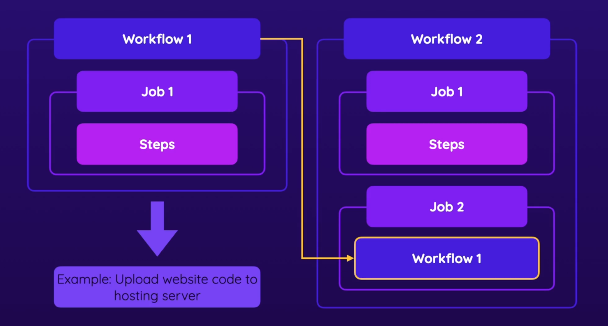 Workflow 1
Job 1
Steps
Example: Upload website code to
hosting server
Workflow 2
Job 1
Steps
Job 2
Workflow 1